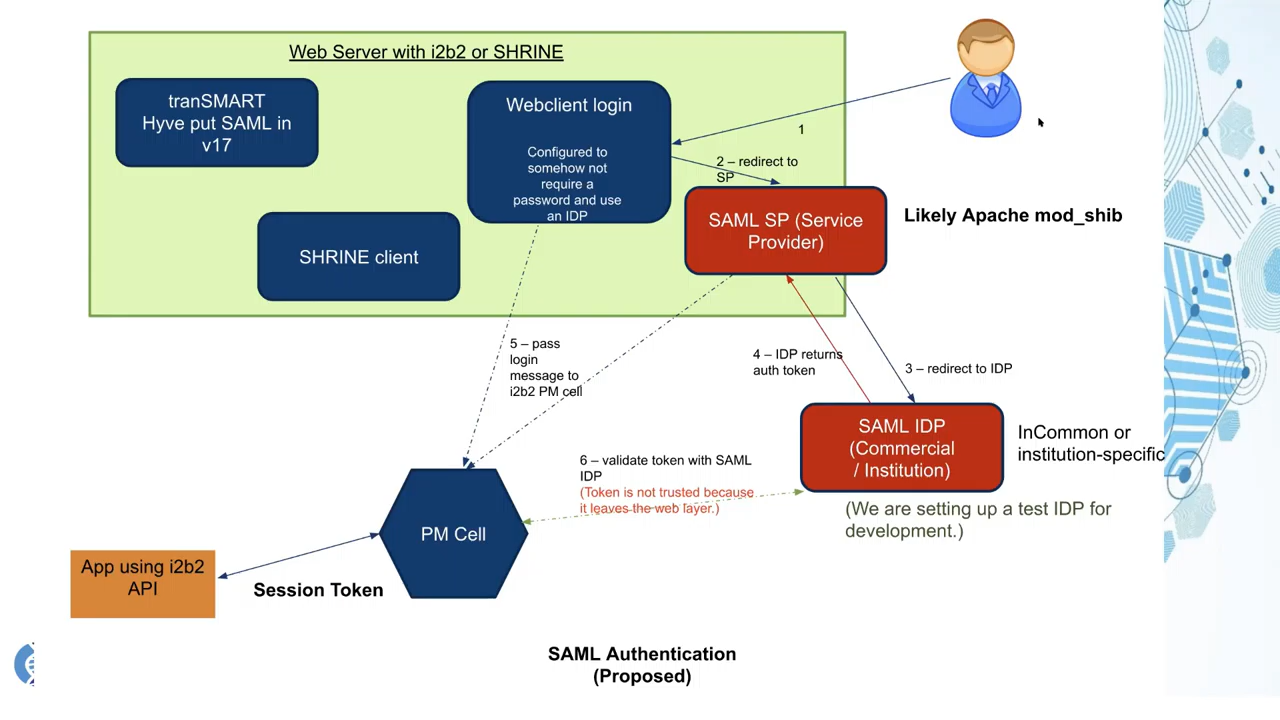 Web Server with i2b2 or SHRINE
tranSMART
Hyve put SAML in
v17
Webclient login
Configured to
somehow not
require a
password and use
an IDP
1
2 – redirect to
SP
SAML SP (Service
Provider)
Likely Apache mod_shib
SHRINE client
5 – pass
login
message to
i2b2 PM cell
4 – IDP returns
auth token
3 – redirect to IDP
SAML IDP
(Commercial
/ Institution)
InCommon or
institution-specific
(We are setting up a test IDP for
development.)
6 – validate token with SAML
IDP
(Token is not trusted because
it leaves the web layer.)
PM Cell
App using i2b2
API
Session Token
SAML Authentication
(Proposed)